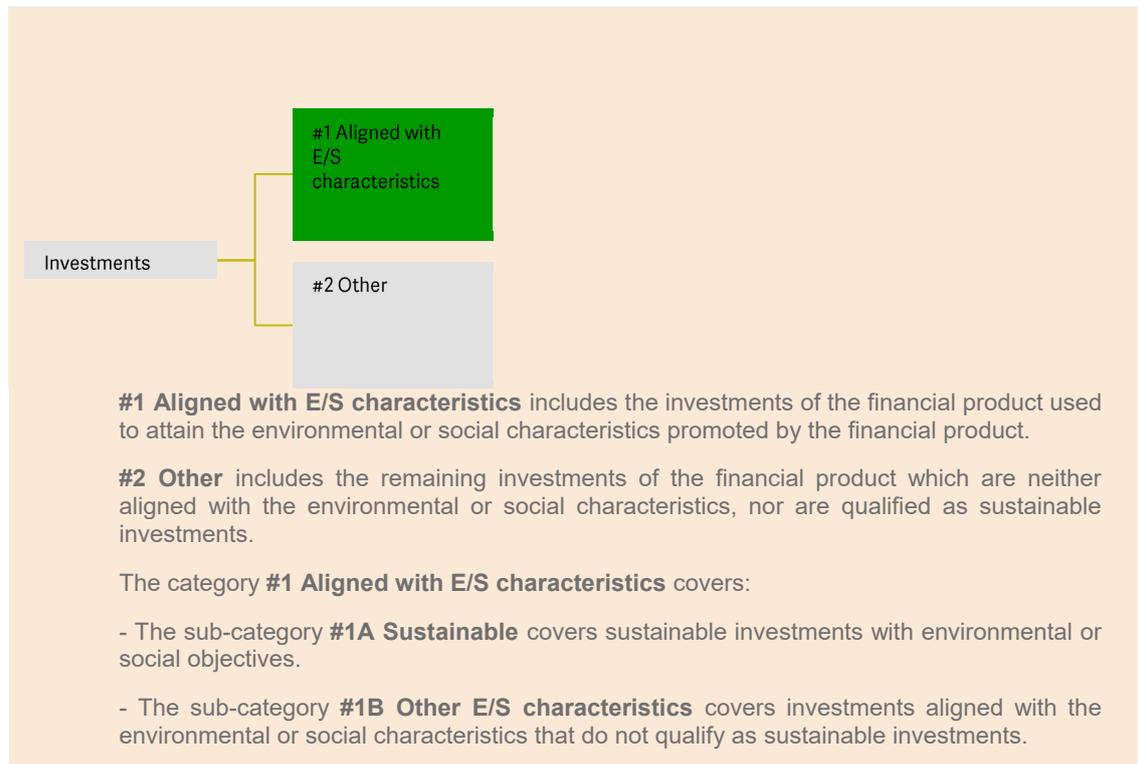 #1 Aligned with
E/S
characteristics
Investments
#2 Other
#1 Aligned with E/S characteristics includes the investments of the financial product used
to attain the environmental or social characteristics promoted by the financial product.
#2 Other includes the remaining investments of the financial product which are neither
aligned with the environmental or social characteristics, nor are qualified as sustainable
investments.
The category #1 Aligned with E/S characteristics covers:
- The sub-category #1A Sustainable covers sustainable investments with environmental or
social objectives.
- The sub-category #1B Other E/S characteristics covers investments aligned with the
environmental or social characteristics that do not qualify as sustainable investments.